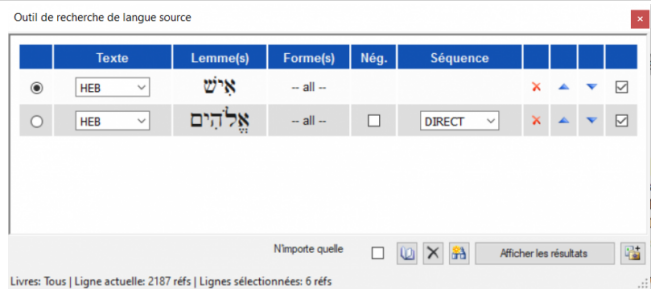 Outil de recherche de langue source
Texte Lemme(s) Forme(s) Nég. Séquence
HEB אִישׁ -- all --
HEB אֱלֹהִים -- all -- DIRECT
N'importe quelle Afficher les résultats
Livres: Tous | Ligne actuelle: 2187 réfs | Lignes sélectionnées: 6 réfs